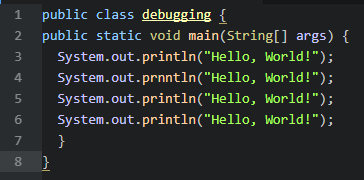 1 public class debugging {
2 public static void main(String[] args) {
3 System.out.println("Hello, World!");
4 System.out.prnntln("Hello, World!");
5 System.out.println("Hello, World!");
6 System.out.println("Hello, World!");
7 }
8 }